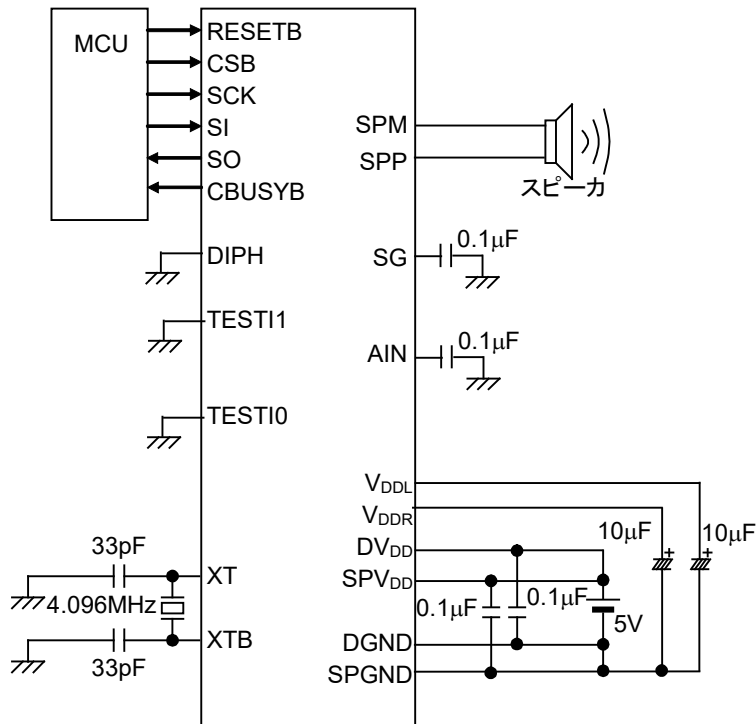 MCU
RESETB
CSB
SCK
SI
SO
CBUSYB
DIPH
TESTI1
TESTI0
33pF
XT
4.096MHz
XTB
33pF
SPM
SPP
スピーカ
SG
0.1μF
AIN
0.1μF
VDDL
VDDR
10μF
10μF
DVDD
SPVDD
0.1μF
0.1μF
5V
DGND
SPGND